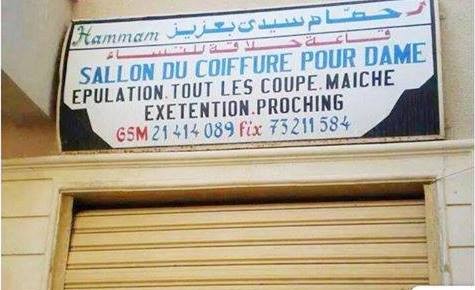 Hammam حمام سيدي بعزيز
قاعة حلاقة للنساء
SALLON DU COIFFURE POUR DAME
EPULATION.TOUT LES COUPE.MAICHE
EXETENTION.PROCHING
GSM 21 414 089 fix 73211 584